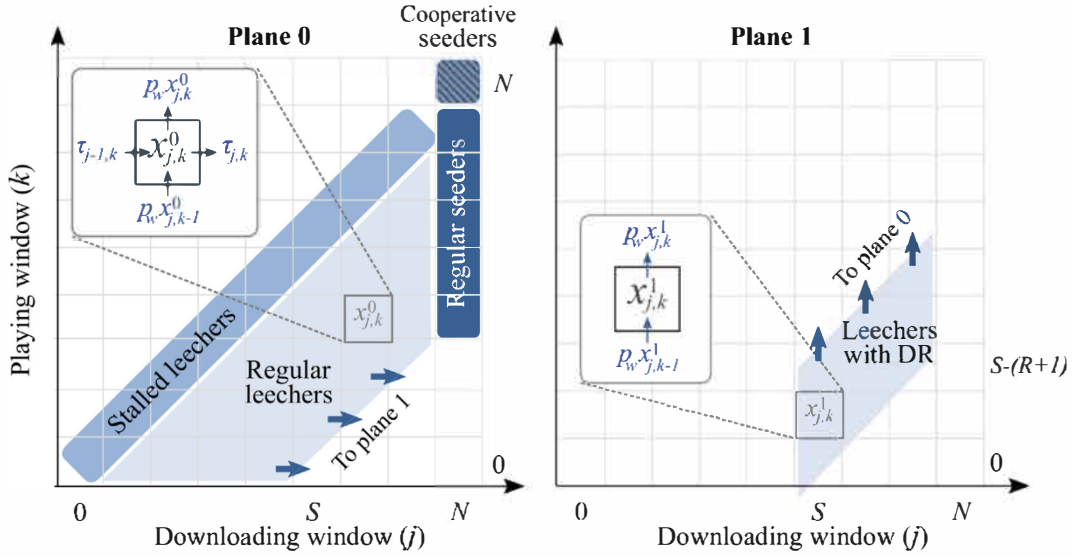 Cooperative
seeders
Plane 0
N
p_w x^0_{j,k}
τ_{j-1,k}
x^0_{j,k}
τ_{j,k}
p_w x^0_{j,k-1}
Stalled leechers
Regular seeders
x^0_{j,k}
Regular
leechers
To plane 1
0
Playing window (k)
0
S
N
Downloading window (j)
Plane 1
p_w x^1_{j,k}
x^1_{j,k}
p_w x^1_{j,k-1}
To plane 0
Leechers
with DR
S-(R+1)
x^1_{j,k}
0
0
S
N
Downloading window (j)